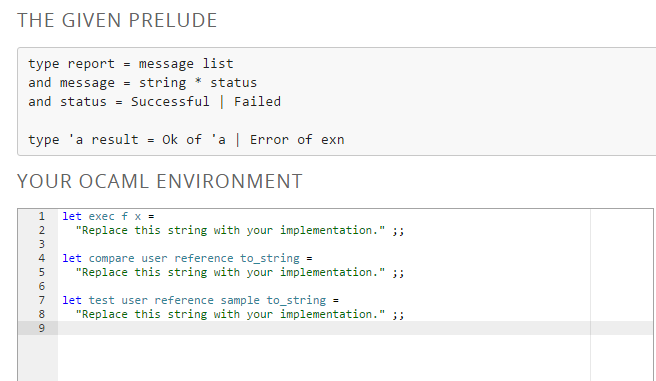 THE GIVEN PRELUDE
type report = message list
and message = string * status
and status = Successful | Failed
type 'a result = Ok of 'a | Error of exn
YOUR OCAML ENVIRONMENT
1 let exec f x =
2   "Replace this string with your implementation." ;;
3
4 let compare user reference to_string =
5   "Replace this string with your implementation." ;;
6
7 let test user reference sample to_string =
8   "Replace this string with your implementation." ;;
9